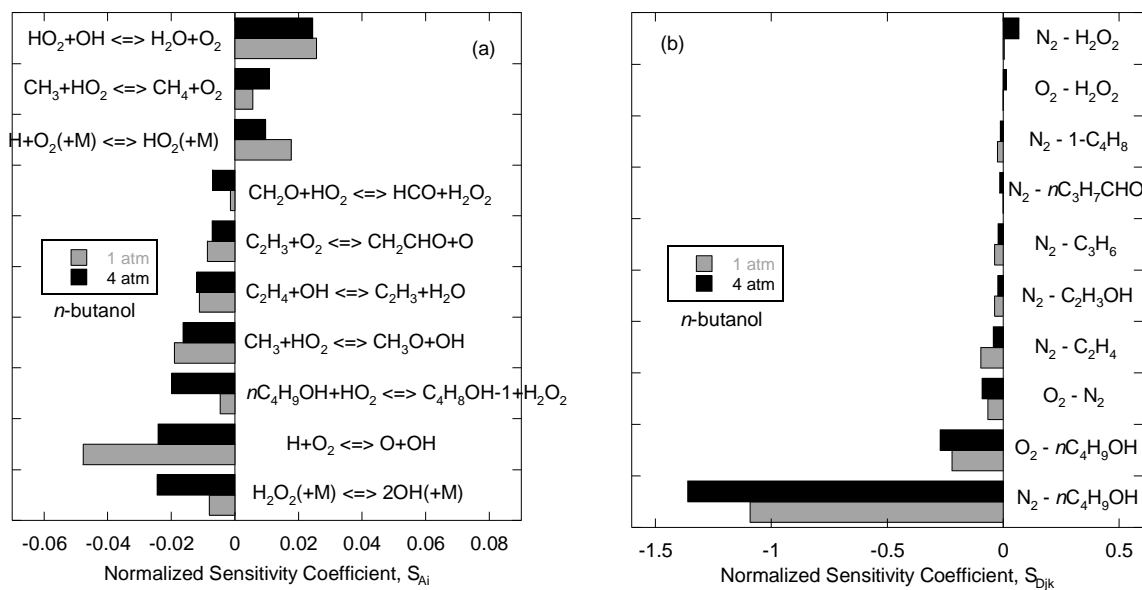 (a)
HO₂+OH <=> H₂O+O₂
CH₃+HO₂ <=> CH₄+O₂
H+O₂(+M) <=> HO₂(+M)
CH₂O+HO₂ <=> HCO+H₂O₂
C₂H₃+O₂ <=> CH₂CHO+O
C₂H₄+OH <=> C₂H₃+H₂O
CH₃+HO₂ <=> CH₃O+OH
nC₄H₉OH+HO₂ <=> C₄H₈OH-1+H₂O₂
H+O₂ <=> O+OH
H₂O₂(+M) <=> 2OH(+M)
1 atm
4 atm
n-butanol
-0.06 -0.04 -0.02 0 0.02 0.04 0.06 0.08
Normalized Sensitivity Coefficient, S_Ai
(b)
N₂ - H₂O₂
O₂ - H₂O₂
N₂ - 1-C₄H₈
N₂ - nC₃H₇CHO
N₂ - C₃H₆
N₂ - C₂H₃OH
N₂ - C₂H₄
O₂ - N₂
O₂ - nC₄H₉OH
N₂ - nC₄H₉OH
1 atm
4 atm
n-butanol
-1.5 -1 -0.5 0 0.5
Normalized Sensitivity Coefficient, S_Djk